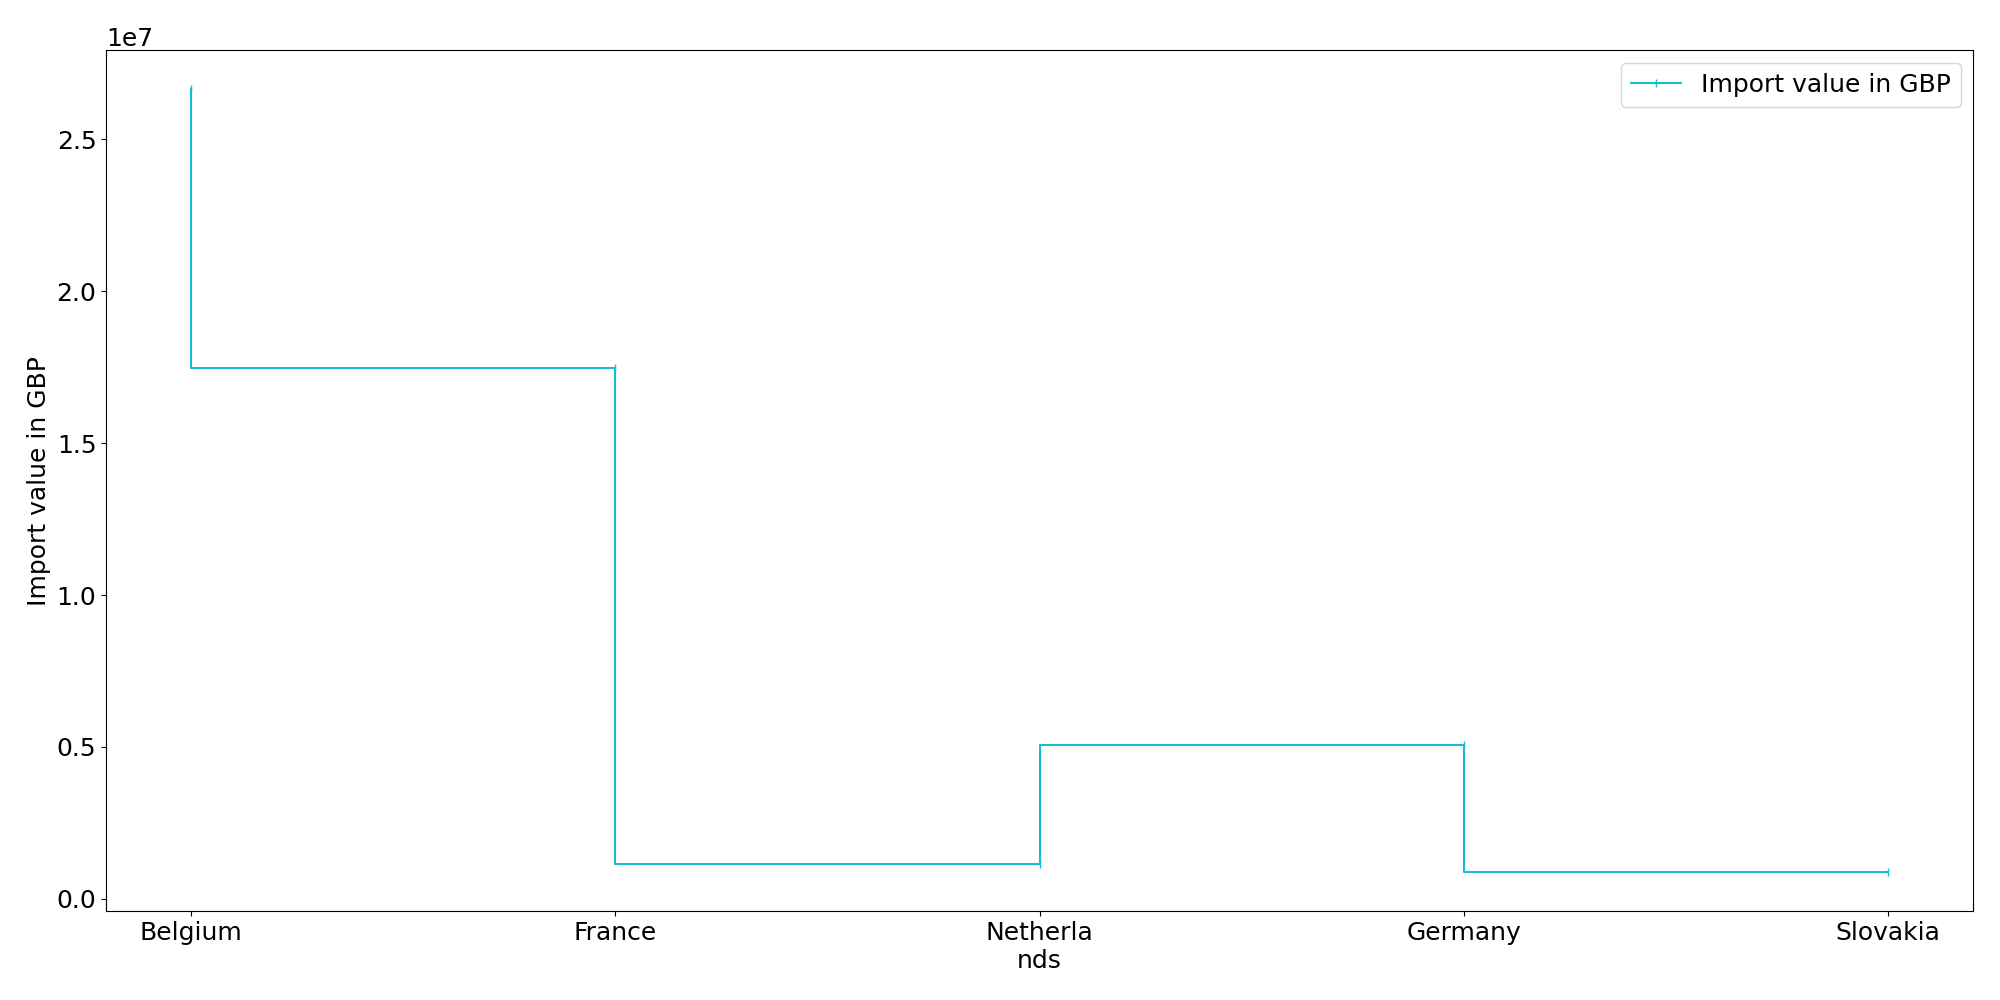 1e7
Import value in GBP
2.5
2.0
1.5
1.0
0.5
0.0
Import value in GBP
Belgium
France
Netherla
nds
Germany
Slovakia